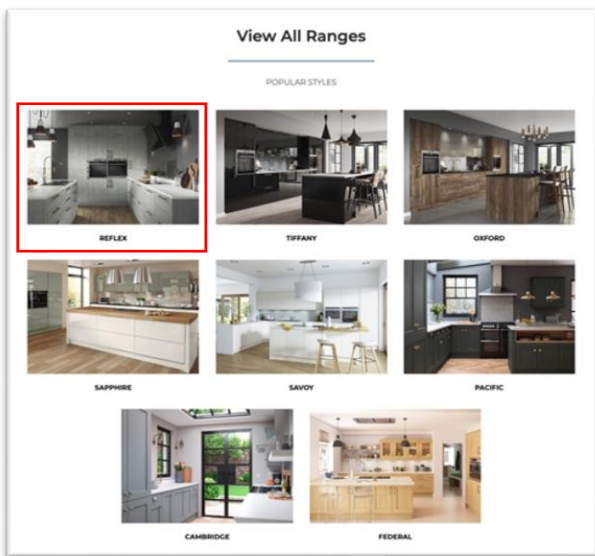 View All Ranges
POPULAR STYLES
REFLEX
TIFFANY
OXFORD
SAPPHIRE
SAVOY
PACIFIC
CAMBRIDGE
FEDERAL